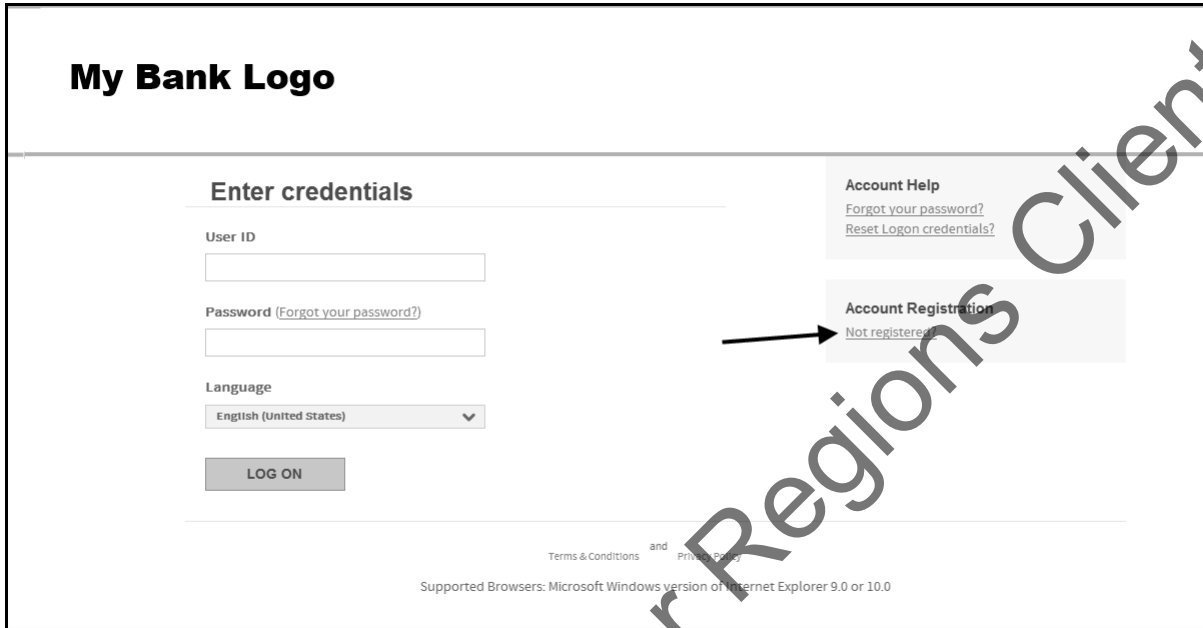 My Bank Logo
Enter credentials
User ID
Password (Forgot your password?)
Language
English (United States)
LOG ON
Account Help
Forgot your password?
Reset Logon credentials?
Account Registration
Not registered?
Terms & Conditions and Privacy Policy
Supported Browsers: Microsoft Windows version of Internet Explorer 9.0 or 10.0
r Regions Client